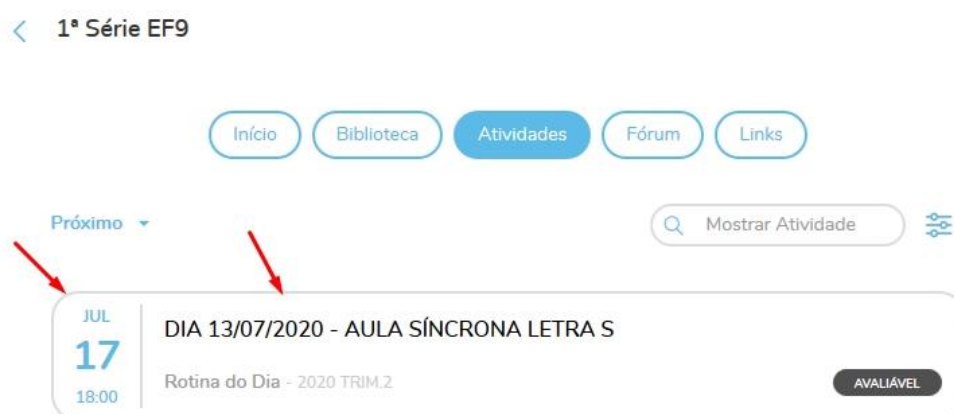 1ª Série EF9
Início Biblioteca Atividades Fórum Links
Próximo Mostrar Atividade
JUL
17
18:00
DIA 13/07/2020 - AULA SÍNCRONA LETRA S
Rotina do Dia - 2020 TRIM.2
AVALIÁVEL